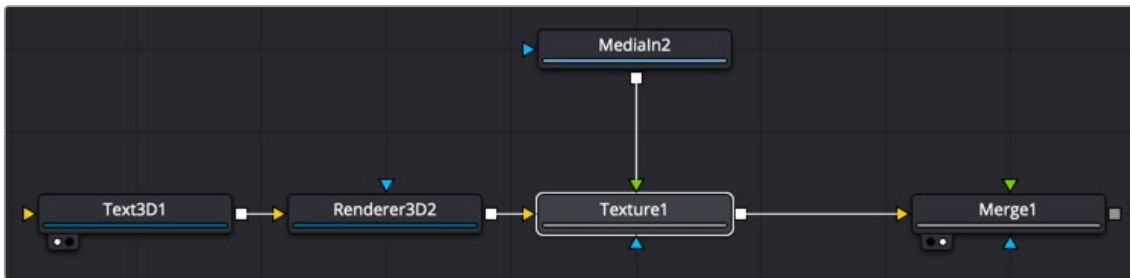 MediaIn2
Text3D1
Renderer3D2
Texture1
Merge1